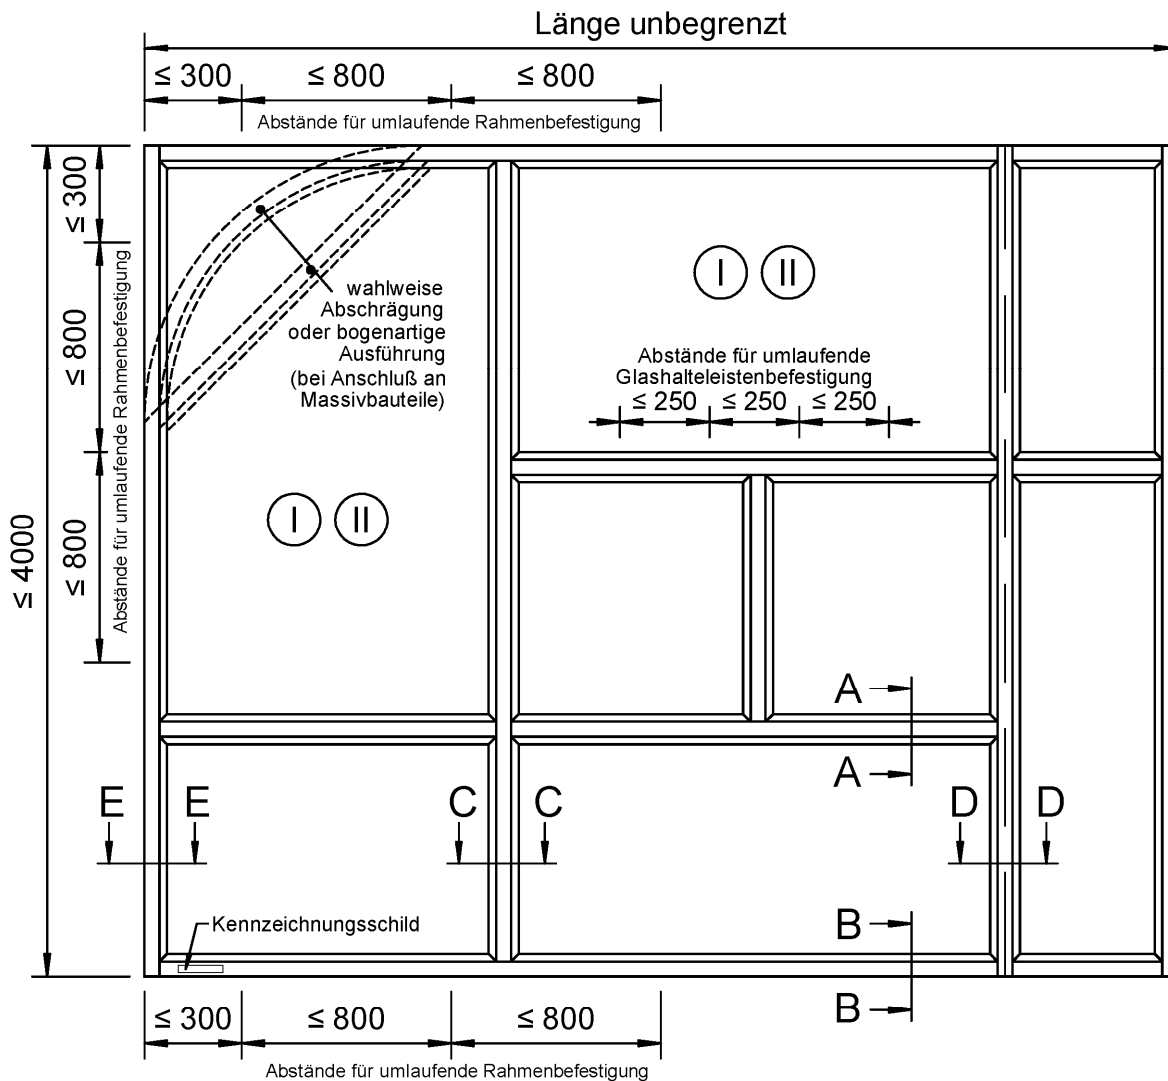 Länge unbegrenzt
≤ 300 ≤ 800 ≤ 800
Abstände für umlaufende Rahmenbefestigung
≤ 4000
≤ 300
≤ 800
≤ 800
Abstände für umlaufende Rahmenbefestigung
wahlweise
Abschrägung
oder bogenartige
Ausführung
(bei Anschluß an
Massivbauteile)
I II
Abstände für umlaufende
Glashalteleistenbefestigung
≤ 250 ≤ 250 ≤ 250
I II
A
A
E E C C D D
Kennzeichnungsschild
B
B
≤ 300 ≤ 800 ≤ 800
Abstände für umlaufende Rahmenbefestigung